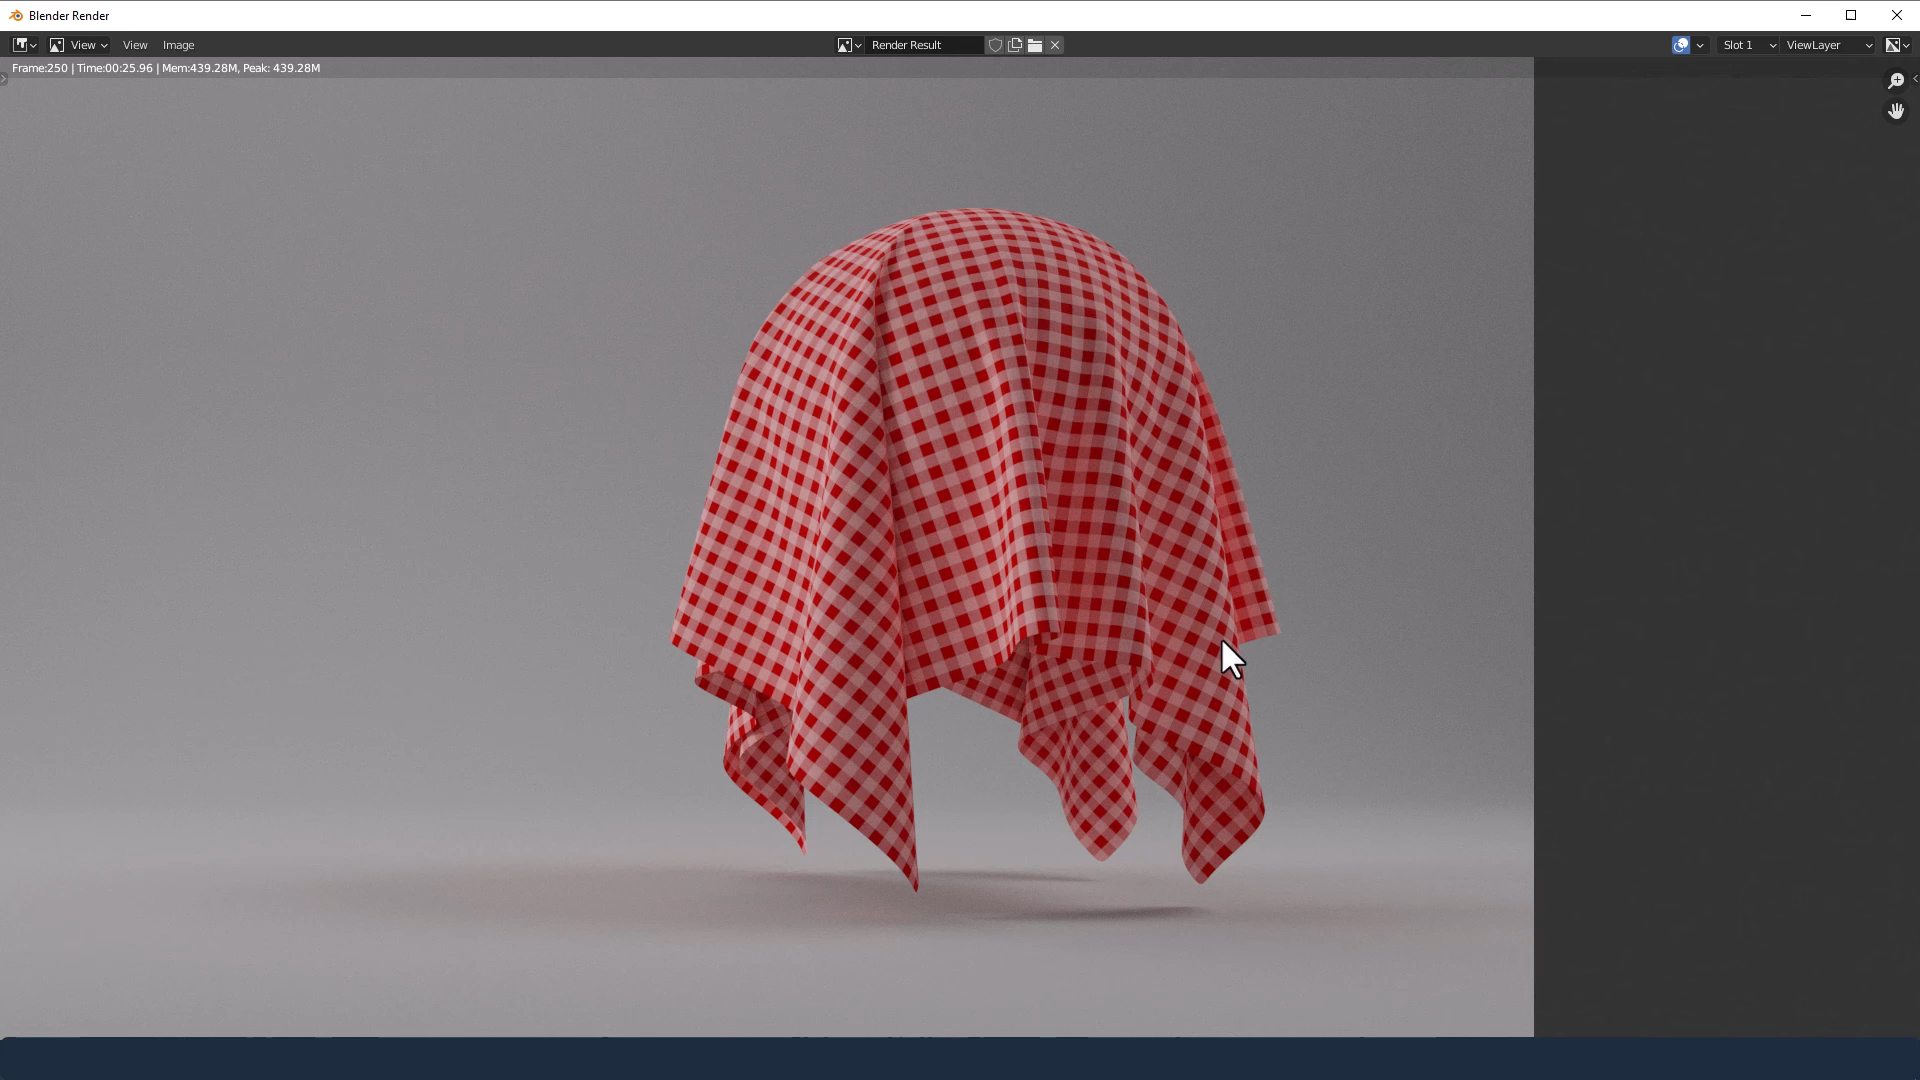 Blender Render
View View Image Render Result Slot 1 ViewLayer
Frame:250 | Time:00:25.96 | Mem:439.28M, Peak: 439.28M